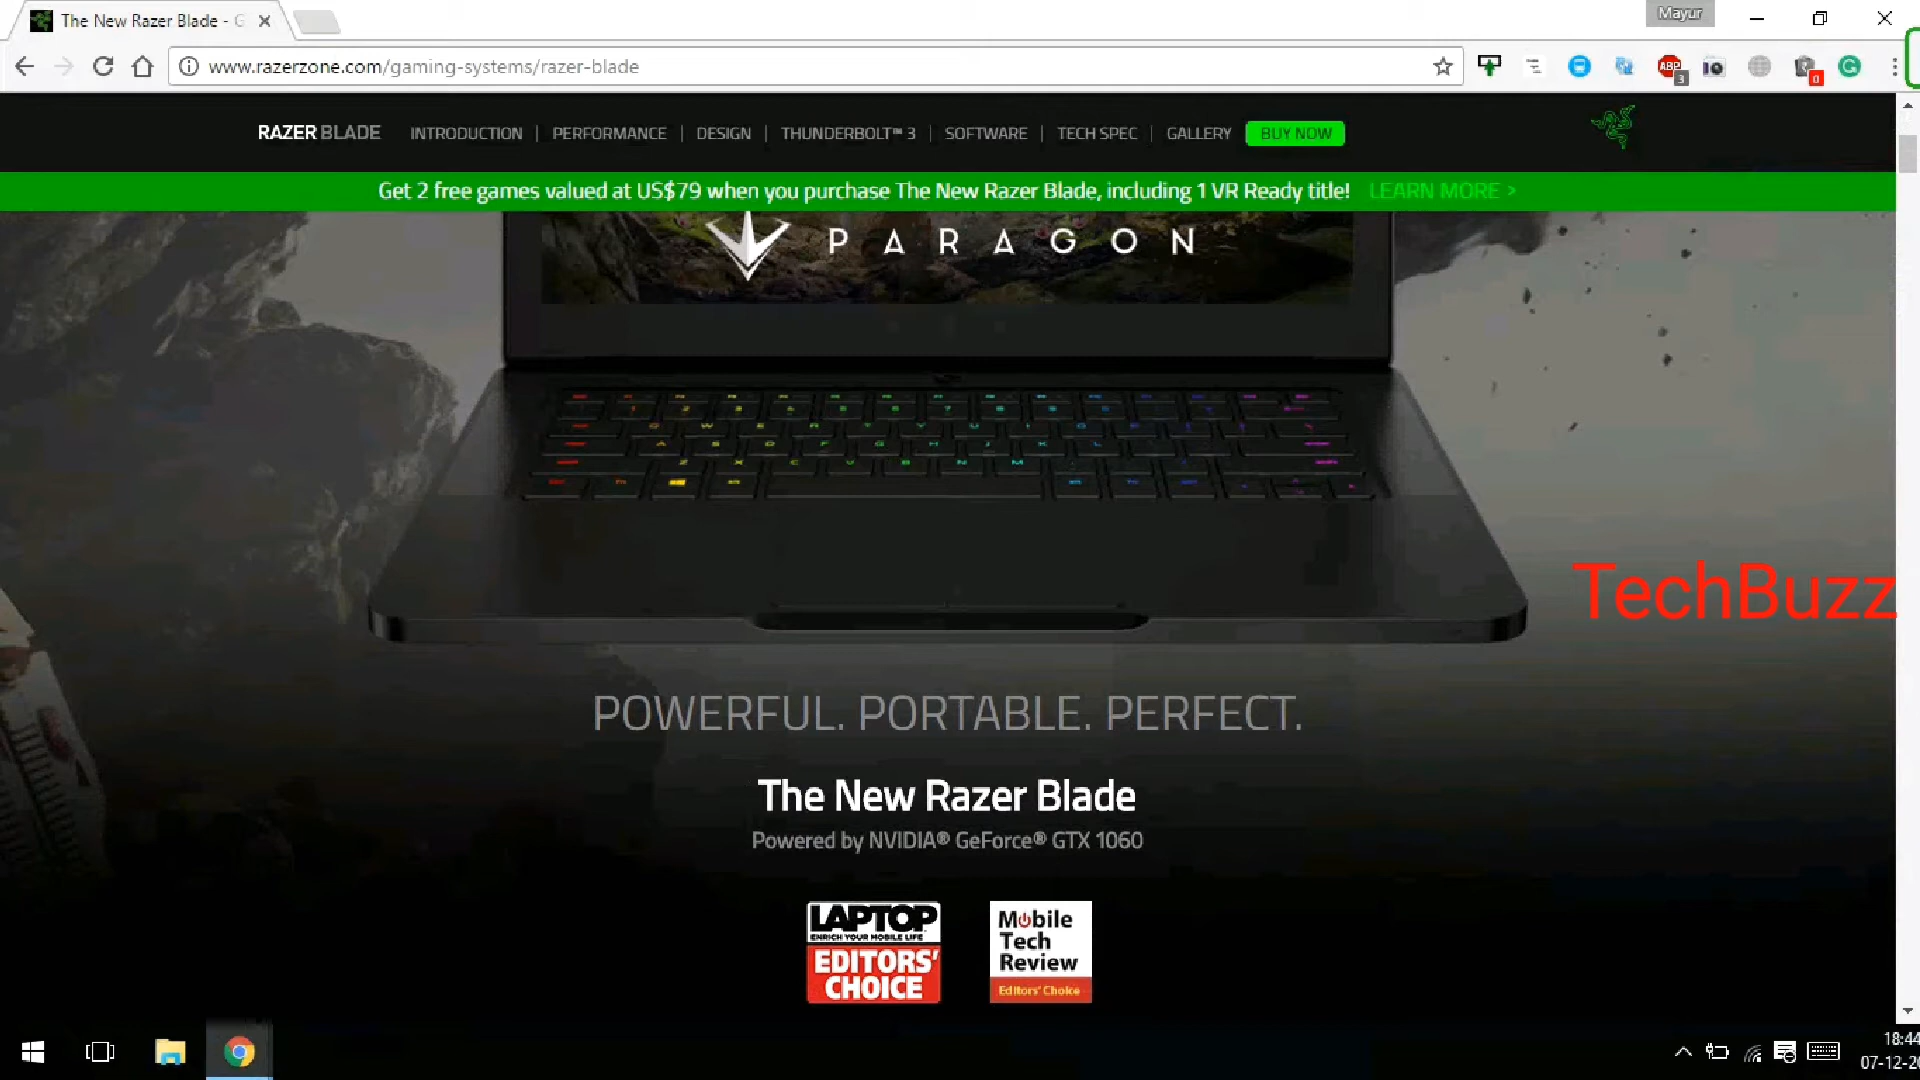 The New Razer Blade - G
Mayur
www.razerzone.com/gaming-systems/razer-blade
ABP
3
0
RAZER BLADE
INTRODUCTION | PERFORMANCE | DESIGN | THUNDERBOLT™ 3 | SOFTWARE | TECH SPEC | GALLERY
BUY NOW
Get 2 free games valued at US$79 when you purchase The New Razer Blade, including 1 VR Ready title! LEARN MORE >
PARAGON
TechBuzz
POWERFUL. PORTABLE. PERFECT.
The New Razer Blade
Powered by NVIDIA® GeForce® GTX 1060
LAPTOP
ENRICH YOUR MOBILE LIFE
EDITORS'
CHOICE
Mobile
Tech
Review
Editors' Choice
18:44
07-12-20